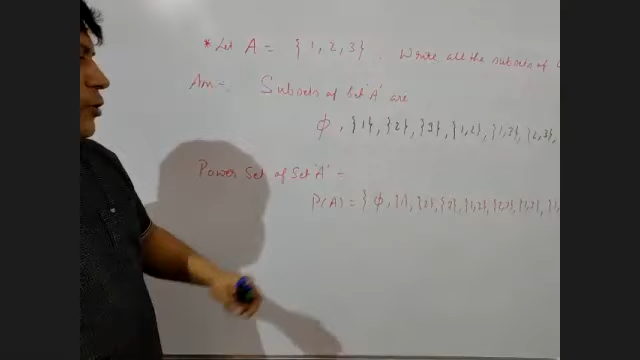 * Let A = {1, 2, 3}. Write all the subsets of
Ans:- Subsets of Set 'A' are
ϕ, {1}, {2}, {3}, {1,2}, {1,3}, {2,3},
Power Set of Set 'A' -
P(A) = { ϕ, {1}, {2}, {3}, {1,2}, {2,3}, {1,3},